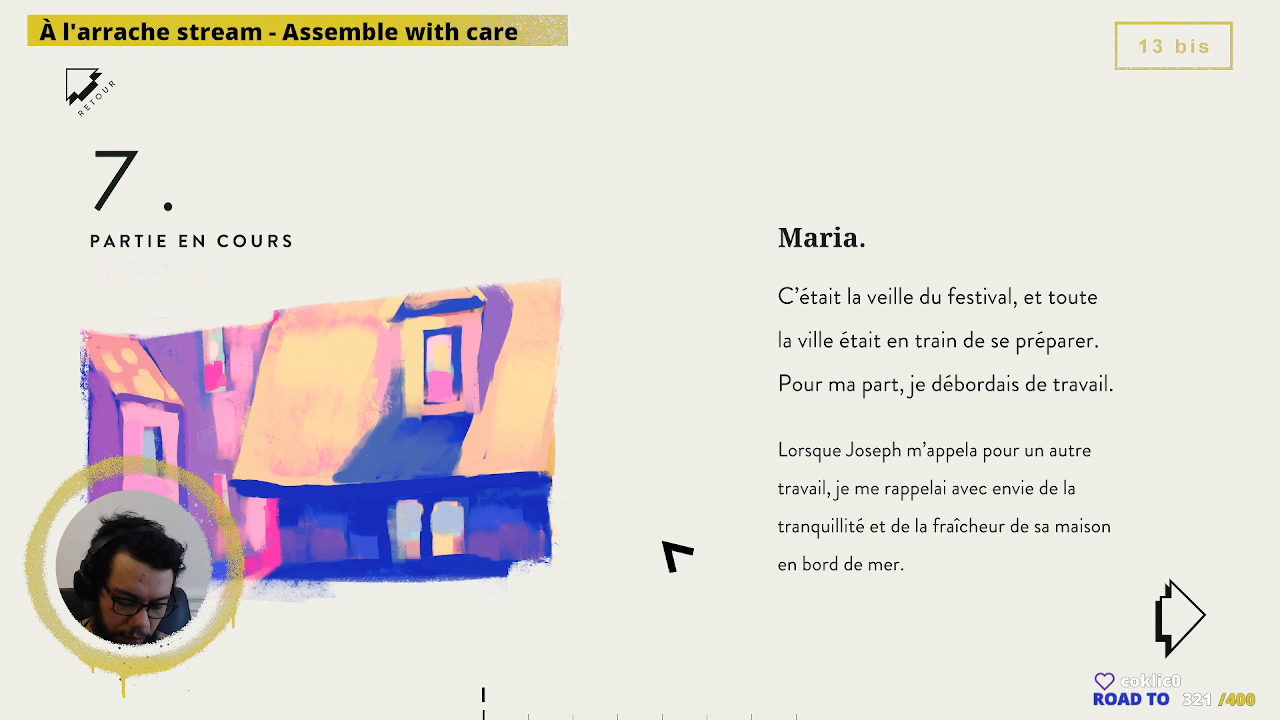 À l'arrache stream - Assemble with care
13 bis
RETOUR
7.
PARTIE EN COURS
Maria.
C'était la veille du festival, et toute
la ville était en train de se préparer.
Pour ma part, je débordais de travail.
Lorsque Joseph m'appela pour un autre
travail, je me rappelai avec envie de la
tranquillité et de la fraîcheur de sa maison
en bord de mer.
coklic0
ROAD TO 321 /400